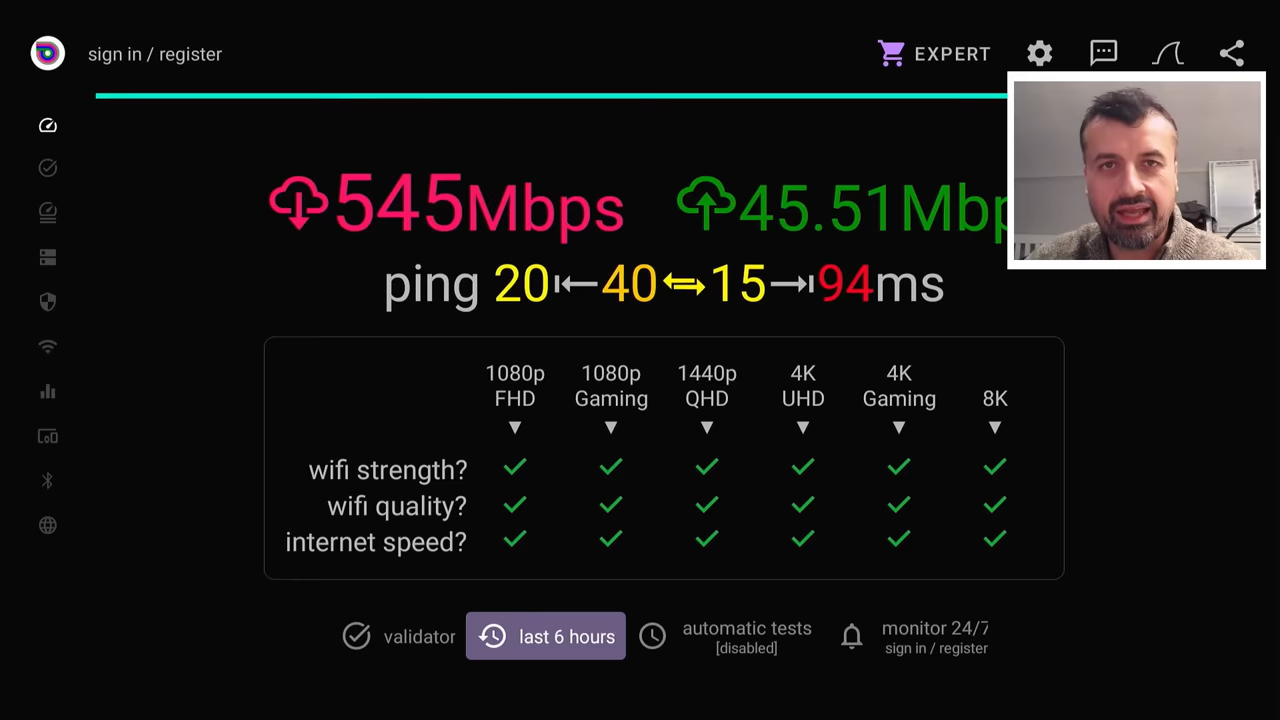 sign in / register
EXPERT
545Mbps
45.51Mbp
ping 20 40 15 94ms
1080p 1080p 1440p 4K 4K
FHD Gaming QHD UHD Gaming 8K
wifi strength?
wifi quality?
internet speed?
validator
last 6 hours
automatic tests
[disabled]
monitor 24/7
sign in / register